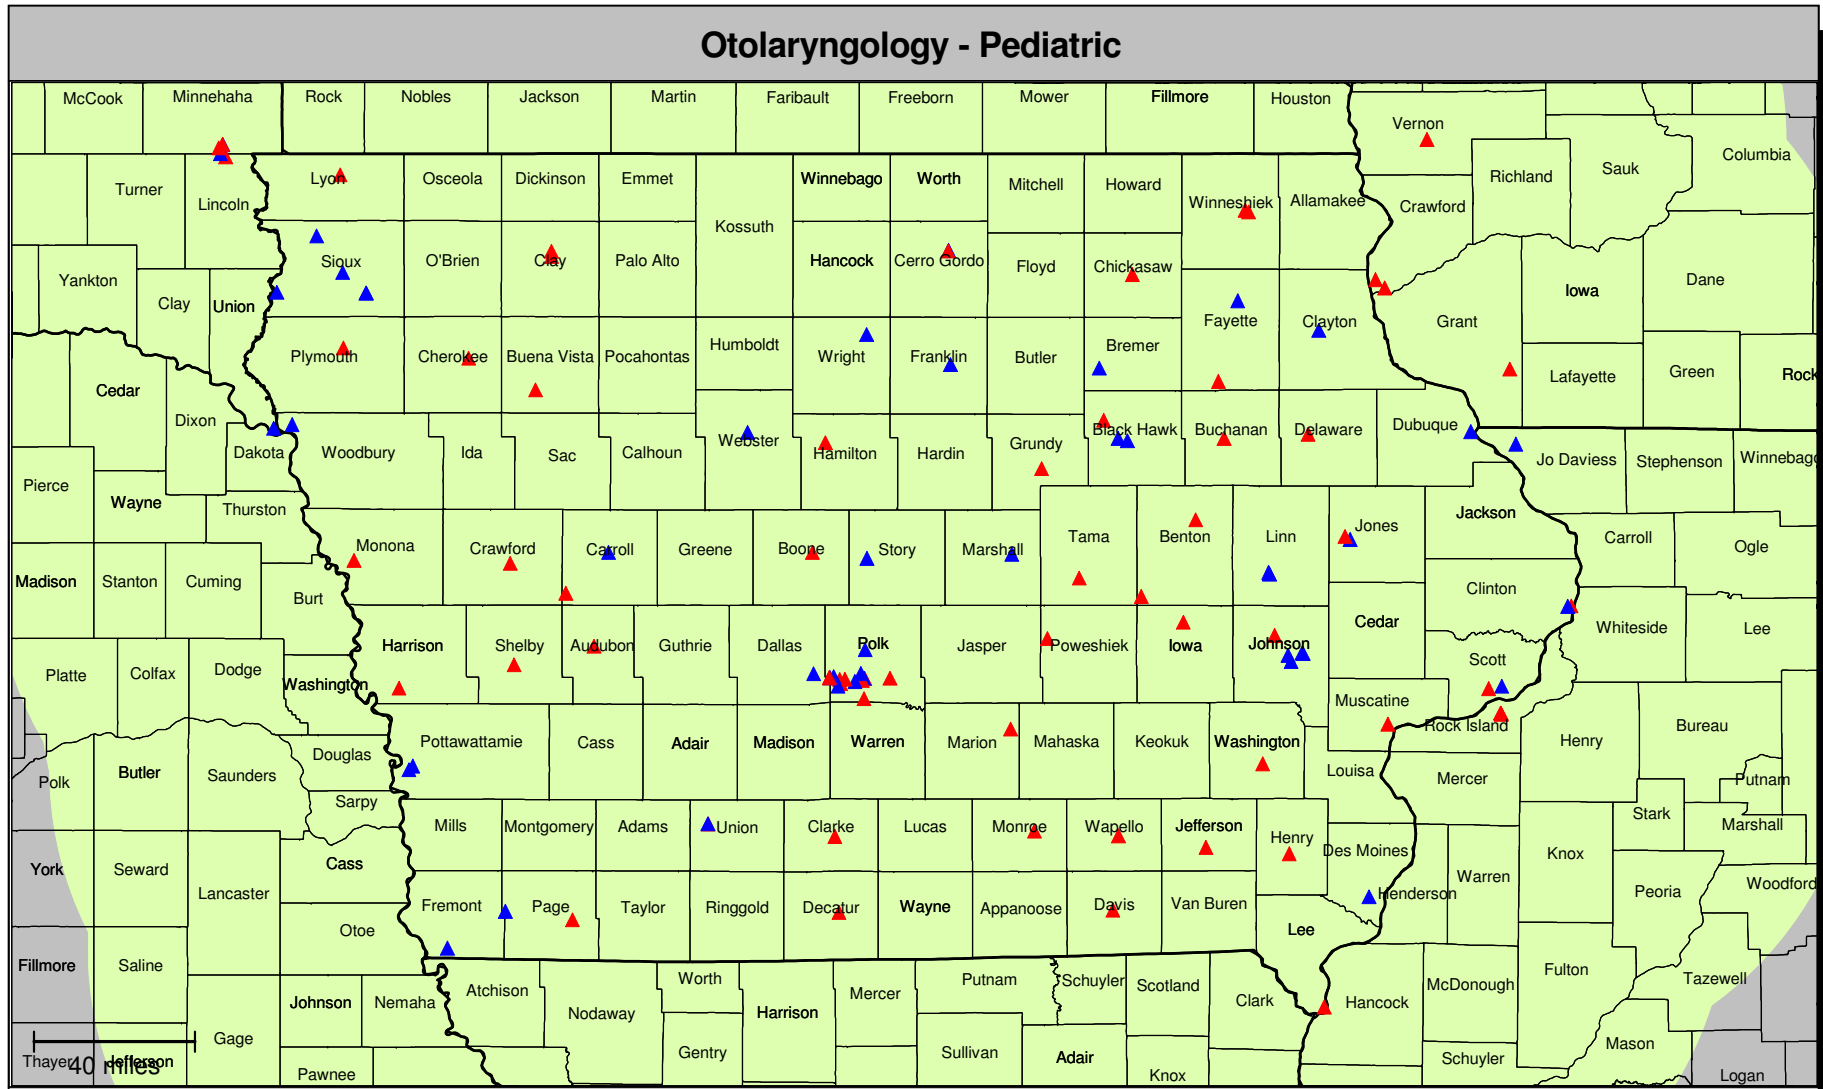 Otolaryngology - Pediatric
McCook
Minnehaha
Rock
Nobles
Jackson
Martin
Faribault
Freeborn
Mower
Fillmore
Houston
Vernon
Columbia
Sauk
Richland
Turner
Lincoln
Lyon
Osceola
Dickinson
Emmet
Kossuth
Winnebago
Worth
Mitchell
Howard
Winneshiek
Allamakee
Crawford
Yankton
Clay
Union
Sioux
O'Brien
Clay
Palo Alto
Hancock
Cerro Gordo
Floyd
Chickasaw
Fayette
Clayton
Grant
Iowa
Dane
Cedar
Dixon
Plymouth
Cherokee
Buena Vista
Pocahontas
Humboldt
Wright
Franklin
Butler
Bremer
Lafayette
Green
Rock
Pierce
Wayne
Dakota
Thurston
Woodbury
Ida
Sac
Calhoun
Webster
Hamilton
Hardin
Grundy
Black Hawk
Buchanan
Delaware
Dubuque
Jo Daviess
Stephenson
Winnebago
Madison
Stanton
Cuming
Burt
Monona
Crawford
Carroll
Greene
Boone
Story
Marshall
Tama
Benton
Linn
Jones
Jackson
Carroll
Ogle
Clinton
Whiteside
Lee
Platte
Colfax
Dodge
Washington
Harrison
Shelby
Audubon
Guthrie
Dallas
Polk
Jasper
Poweshiek
Iowa
Johnson
Cedar
Scott
Muscatine
Rock Island
Henry
Bureau
Polk
Butler
Saunders
Douglas
Sarpy
Pottawattamie
Cass
Adair
Madison
Warren
Marion
Mahaska
Keokuk
Washington
Louisa
Mercer
Putnam
Stark
Marshall
York
Seward
Lancaster
Cass
Mills
Montgomery
Adams
Union
Clarke
Lucas
Monroe
Wapello
Jefferson
Henry
Des Moines
Henderson
Warren
Knox
Peoria
Woodford
Fillmore
Saline
Otoe
Fremont
Page
Taylor
Ringgold
Decatur
Wayne
Appanoose
Davis
Van Buren
Lee
Hancock
McDonough
Fulton
Tazewell
Thayer
Jefferson
Gage
Johnson
Nemaha
Pawnee
Atchison
Nodaway
Worth
Gentry
Harrison
Mercer
Putnam
Sullivan
Schuyler
Adair
Scotland
Knox
Clark
Schuyler
Mason
Logan
40 miles